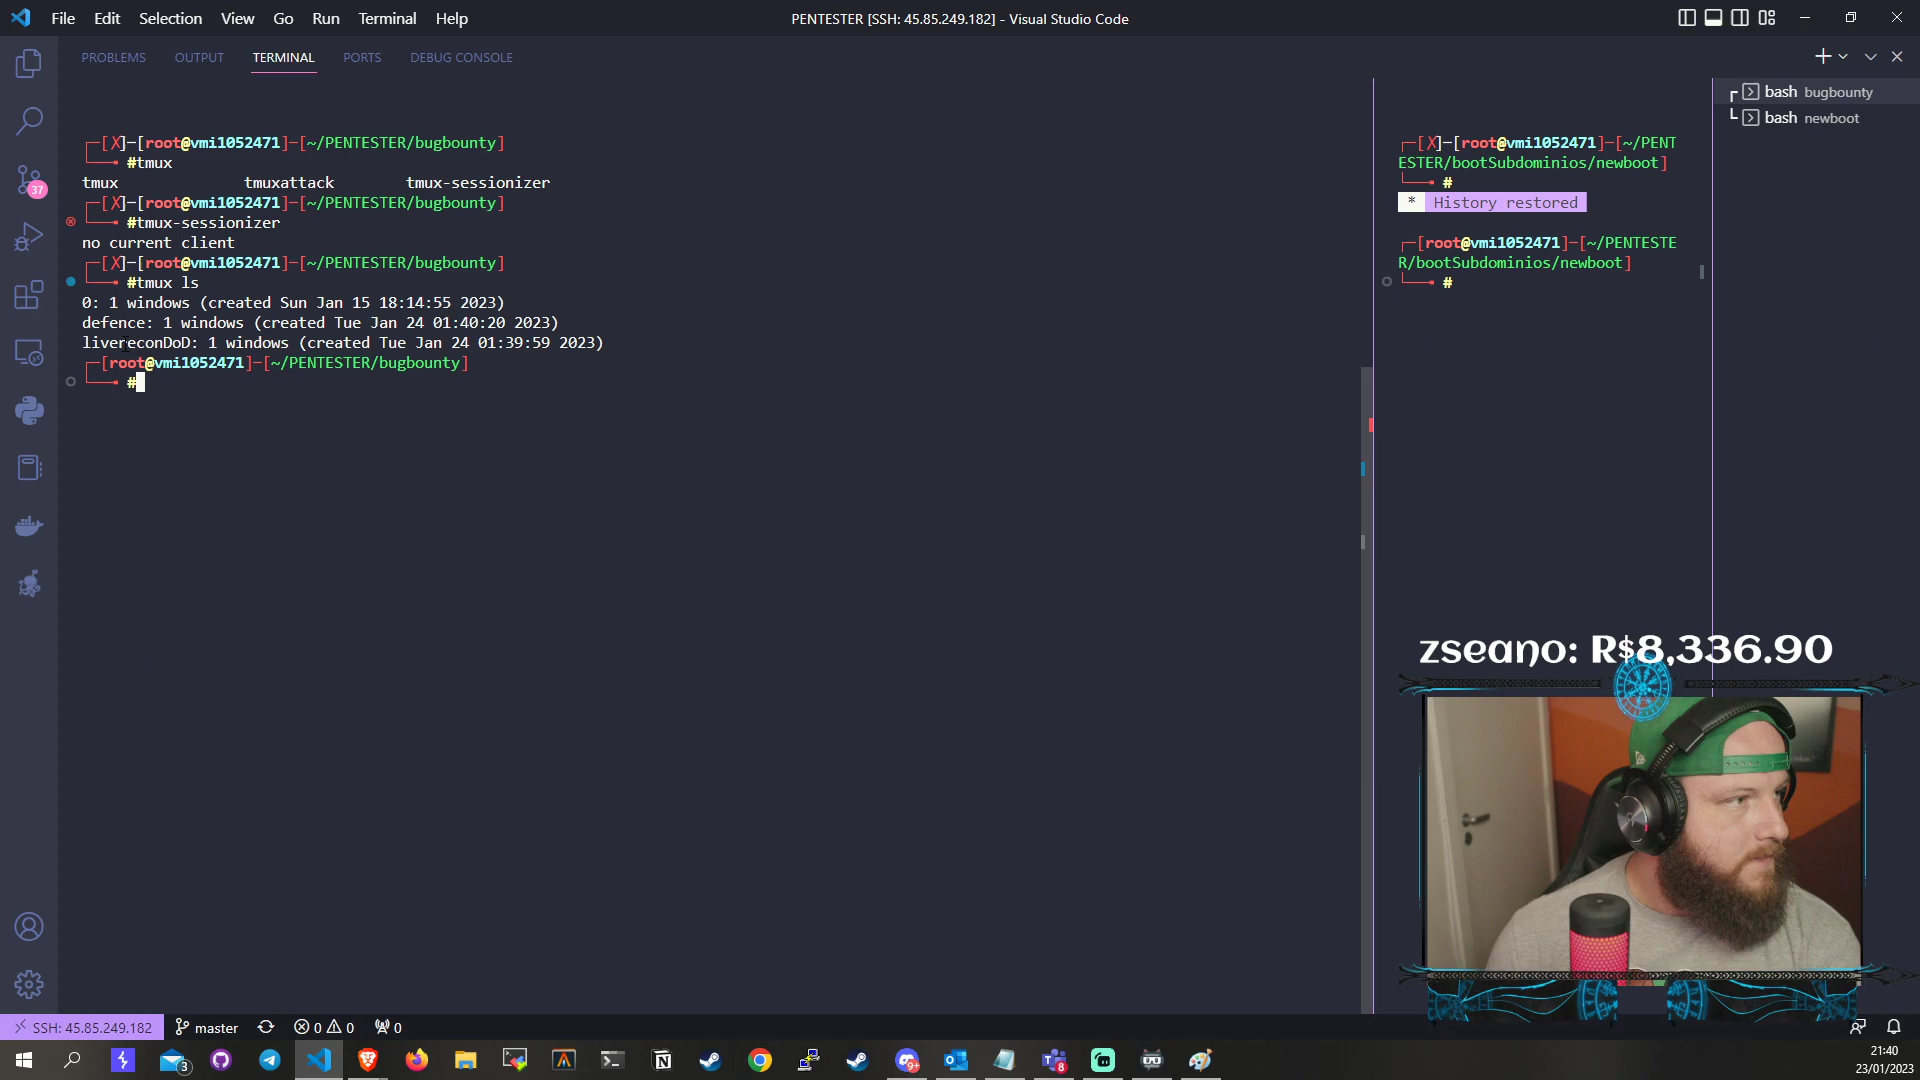 File Edit Selection View Go Run Terminal Help
PENTESTER [SSH: 45.85.249.182] - Visual Studio Code
PROBLEMS OUTPUT TERMINAL PORTS DEBUG CONSOLE
┌─[✗]─[root@vmi1052471]─[~/PENTESTER/bugbounty]
└──╼ #tmux
tmux tmuxattack tmux-sessionizer
┌─[✗]─[root@vmi1052471]─[~/PENTESTER/bugbounty]
└──╼ #tmux-sessionizer
no current client
┌─[✗]─[root@vmi1052471]─[~/PENTESTER/bugbounty]
└──╼ #tmux ls
0: 1 windows (created Sun Jan 15 18:14:55 2023)
defence: 1 windows (created Tue Jan 24 01:40:20 2023)
livereconDoD: 1 windows (created Tue Jan 24 01:39:59 2023)
┌─[root@vmi1052471]─[~/PENTESTER/bugbounty]
└──╼ #
┌─[✗]─[root@vmi1052471]─[~/PENT
ESTER/bootSubdominios/newboot]
└──╼ #
* History restored
┌─[root@vmi1052471]─[~/PENTESTE
R/bootSubdominios/newboot]
└──╼ #
bash bugbounty
bash newboot
37
zseano: R$8,336.90
SSH: 45.85.249.182 master 0 0 0
3
9+
8
21:40
23/01/2023